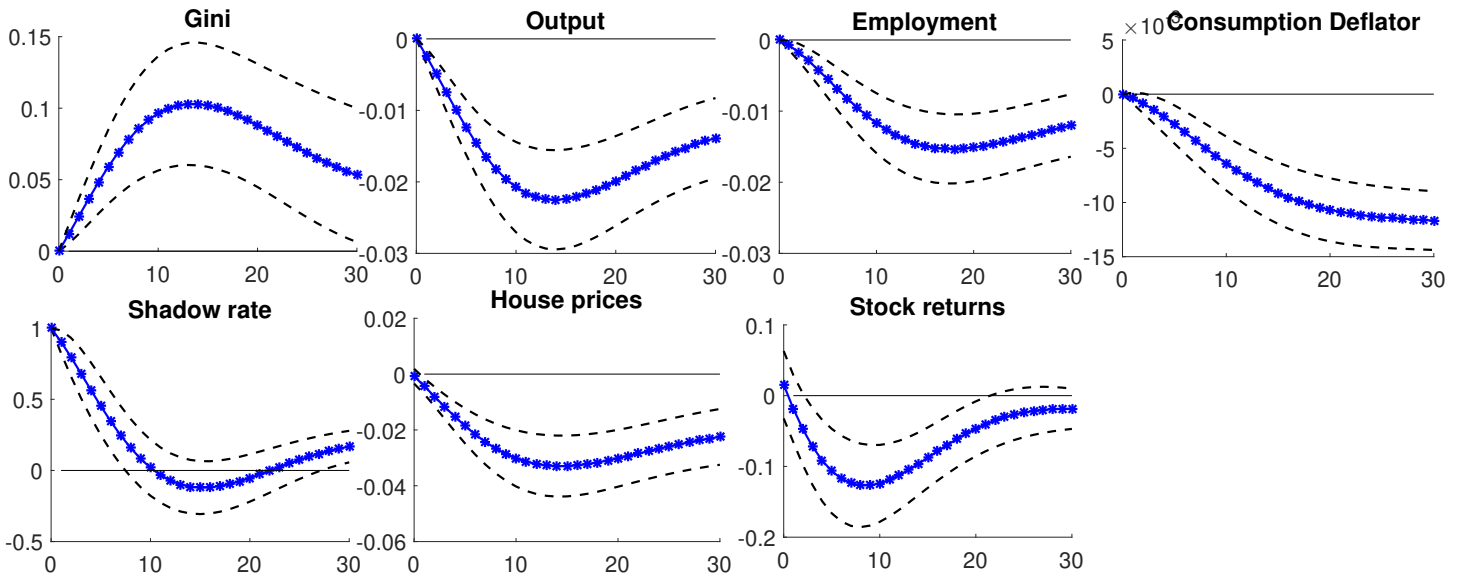 Gini
0.15
0.1
0.05
0
0 10 20 30
Output
0
-0.01
-0.02
-0.03
0 10 20 30
Employment
0
-0.01
-0.02
-0.03
0 10 20 30
Consumption Deflator
5
0
-5
-10
-15
0 10 20 30
Shadow rate
1
0.5
0
-0.5
0 10 20 30
House prices
0.02
0
-0.02
-0.04
-0.06
0 10 20 30
Stock returns
0.1
0
-0.1
-0.2
0 10 20 30